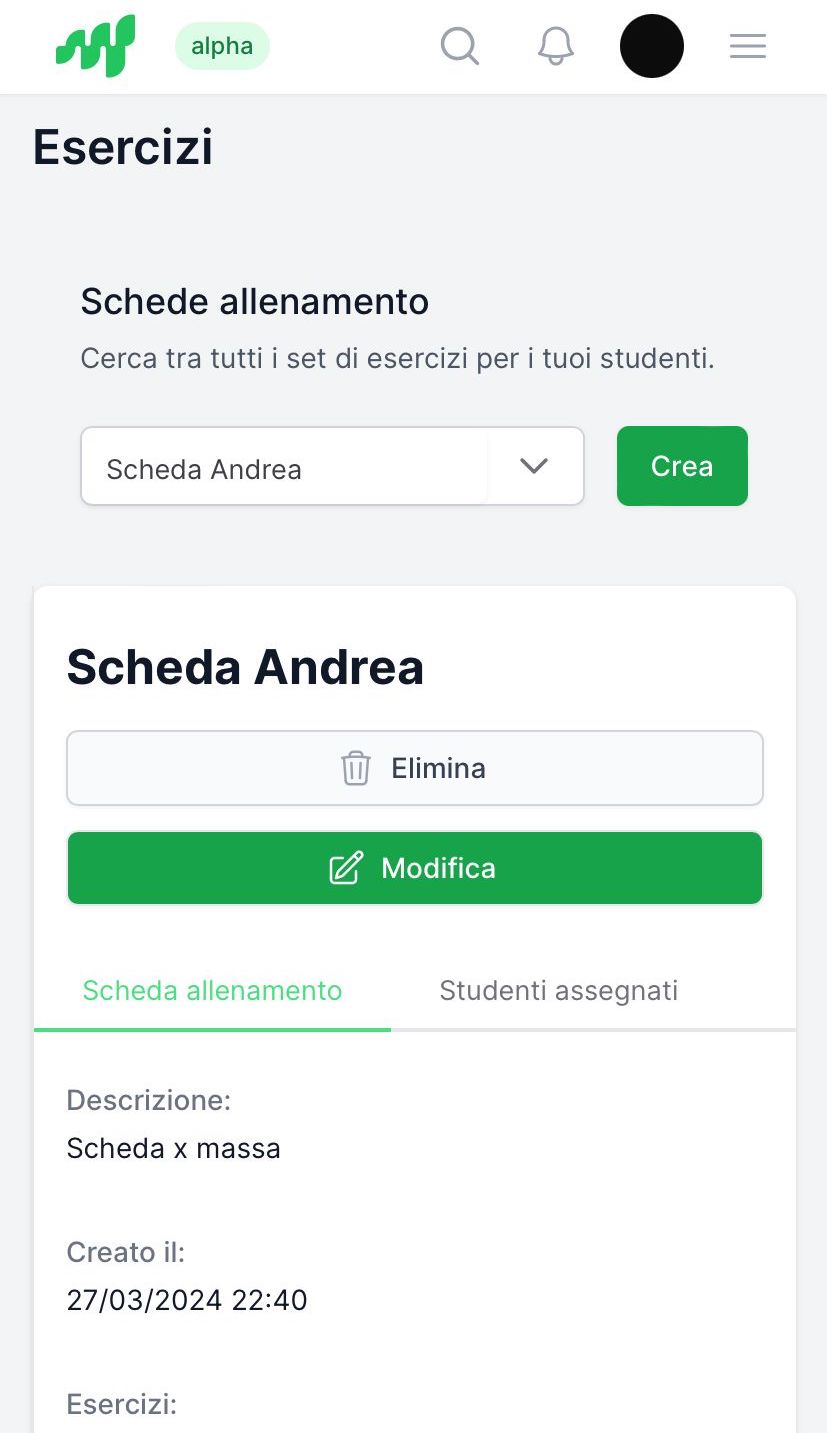 alpha
Esercizi
Schede allenamento
Cerca tra tutti i set di esercizi per i tuoi studenti.
Scheda Andrea
Crea
Scheda Andrea
Elimina
Modifica
Scheda allenamento
Studenti assegnati
Descrizione:
Scheda x massa
Creato il:
27/03/2024 22:40
Esercizi: